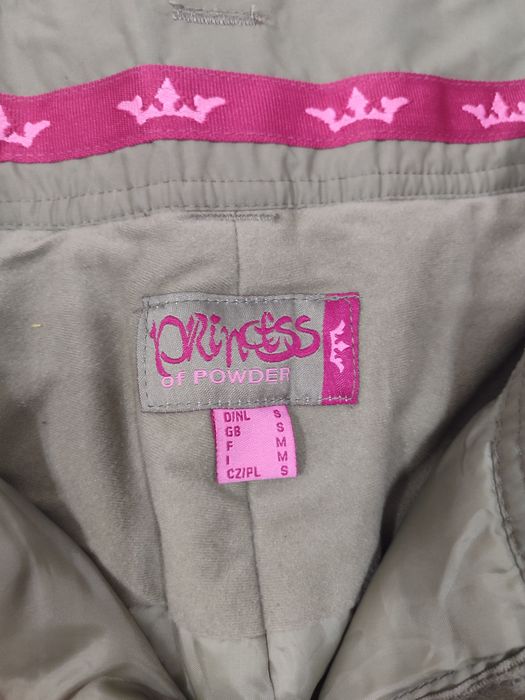 PRINCESS
of POWDER
D/NL S
GB S
F M
I M
CZ/PL S